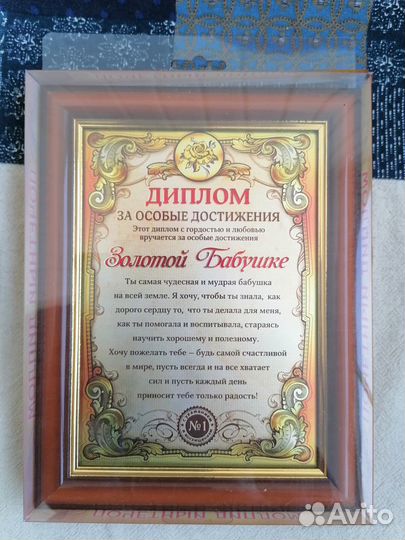 ДИПЛОМ
ЗА ОСОБЫЕ ДОСТИЖЕНИЯ
Этот диплом с гордостью и любовью
вручается за особые достижения
Золотой Бабушке
Ты самая чудесная и мудрая бабушка
на всей земле. Я хочу, чтобы ты знала, как
дорого сердцу то, что ты делала для меня,
как ты помогала и воспитывала, стараясь
научить хорошему и полезному.
Хочу пожелать тебе – будь самой счастливой
в мире, пусть всегда и на все хватает
сил и пусть каждый день
приносит тебе только радость!
№1
Avito